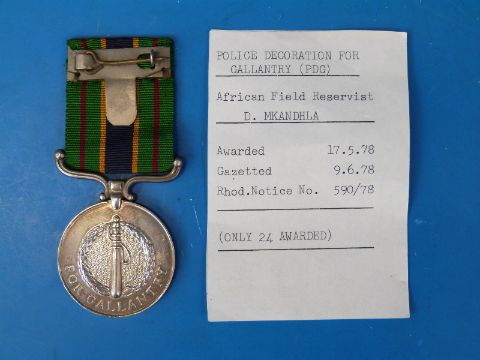 FOR GALLANTRY
POLICE DECORATION FOR
GALLANTRY (PDG)
African Field Reservist
D. MKANDHLA
Awarded 17.5.78
Gazetted 9.6.78
Rhod.Notice No. 590/78
(ONLY 24 AWARDED)